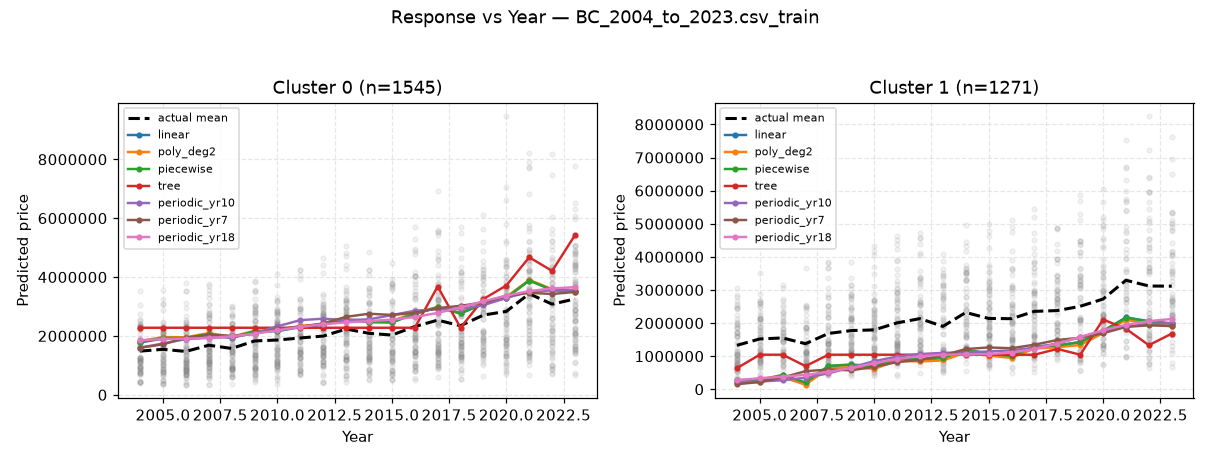 Response vs Year — BC_2004_to_2023.csv_train
Cluster 0 (n=1545)
Predicted price
8000000
6000000
4000000
2000000
0
actual mean
linear
poly_deg2
piecewise
tree
periodic_yr10
periodic_yr7
periodic_yr18
2005.0
2007.5
2010.0
2012.5
2015.0
2017.5
2020.0
2022.5
Year
Cluster 1 (n=1271)
Predicted price
8000000
7000000
6000000
5000000
4000000
3000000
2000000
1000000
0
actual mean
linear
poly_deg2
piecewise
tree
periodic_yr10
periodic_yr7
periodic_yr18
2005.0
2007.5
2010.0
2012.5
2015.0
2017.5
2020.0
2022.5
Year